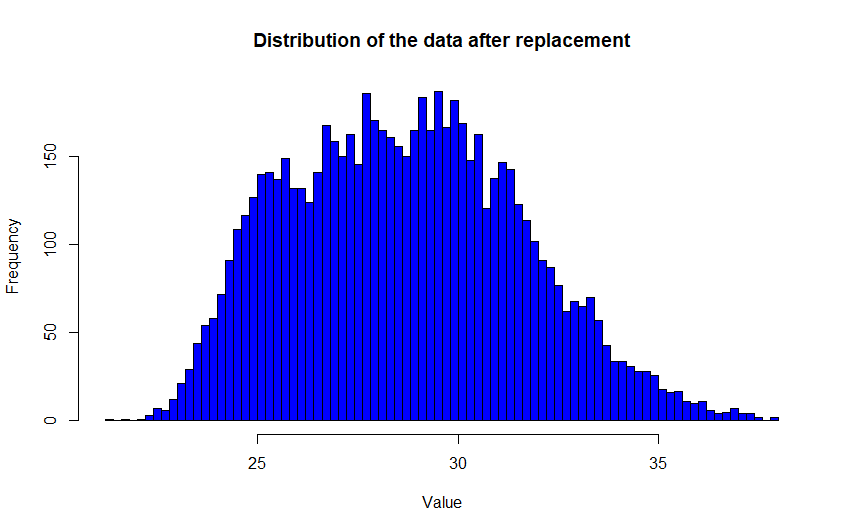 Distribution of the data after replacement
Frequency
150
100
50
0
25 30 35
Value